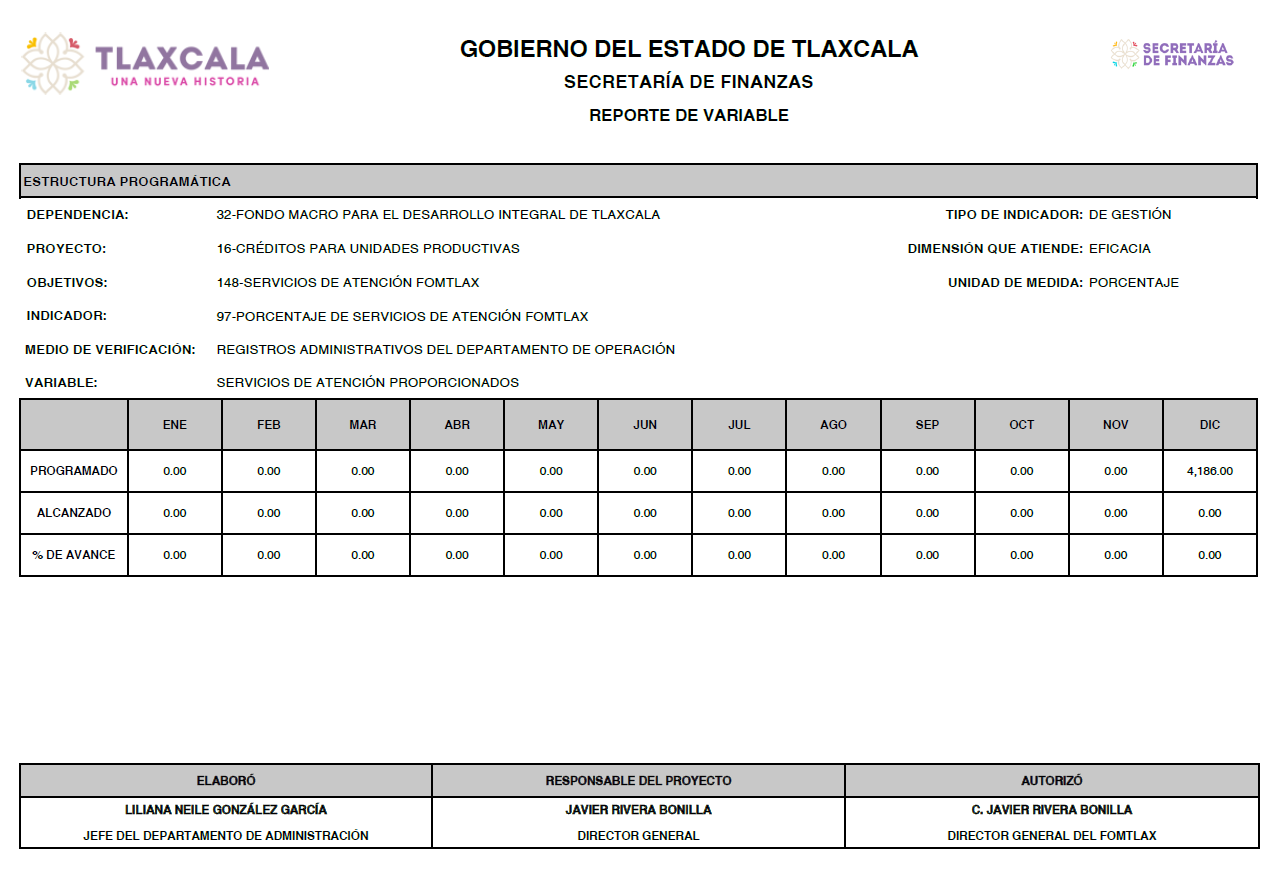 TLAXCALA
UNA NUEVA HISTORIA
GOBIERNO DEL ESTADO DE TLAXCALA
SECRETARÍA DE FINANZAS
REPORTE DE VARIABLE
SECRETARÍA
DE FINANZAS
ESTRUCTURA PROGRAMÁTICA
DEPENDENCIA: 32-FONDO MACRO PARA EL DESARROLLO INTEGRAL DE TLAXCALA TIPO DE INDICADOR: DE GESTIÓN
PROYECTO: 16-CRÉDITOS PARA UNIDADES PRODUCTIVAS DIMENSIÓN QUE ATIENDE: EFICACIA
OBJETIVOS: 148-SERVICIOS DE ATENCIÓN FOMTLAX UNIDAD DE MEDIDA: PORCENTAJE
INDICADOR: 97-PORCENTAJE DE SERVICIOS DE ATENCIÓN FOMTLAX
MEDIO DE VERIFICACIÓN: REGISTROS ADMINISTRATIVOS DEL DEPARTAMENTO DE OPERACIÓN
VARIABLE: SERVICIOS DE ATENCIÓN PROPORCIONADOS
ENE FEB MAR ABR MAY JUN JUL AGO SEP OCT NOV DIC
PROGRAMADO 0.00 0.00 0.00 0.00 0.00 0.00 0.00 0.00 0.00 0.00 0.00 4,186.00
ALCANZADO 0.00 0.00 0.00 0.00 0.00 0.00 0.00 0.00 0.00 0.00 0.00 0.00
% DE AVANCE 0.00 0.00 0.00 0.00 0.00 0.00 0.00 0.00 0.00 0.00 0.00 0.00
ELABORÓ RESPONSABLE DEL PROYECTO AUTORIZÓ
LILIANA NEILE GONZÁLEZ GARCÍA JAVIER RIVERA BONILLA C. JAVIER RIVERA BONILLA
JEFE DEL DEPARTAMENTO DE ADMINISTRACIÓN DIRECTOR GENERAL DIRECTOR GENERAL DEL FOMTLAX